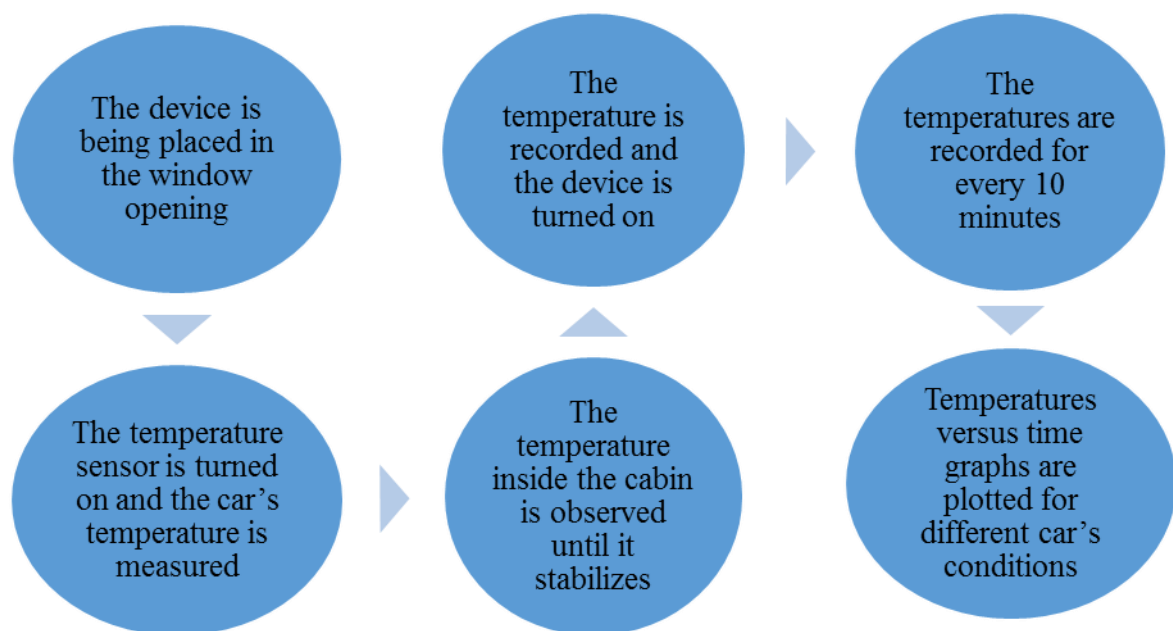 The device is
being placed in
the window
opening
The temperature
sensor is turned
on and the car’s
temperature is
measured
The
temperature
inside the cabin
is observed
until it
stabilizes
The
temperature is
recorded and
the device is
turned on
The
temperatures are
recorded for
every 10
minutes
Temperatures
versus time
graphs are
plotted for
different car’s
conditions